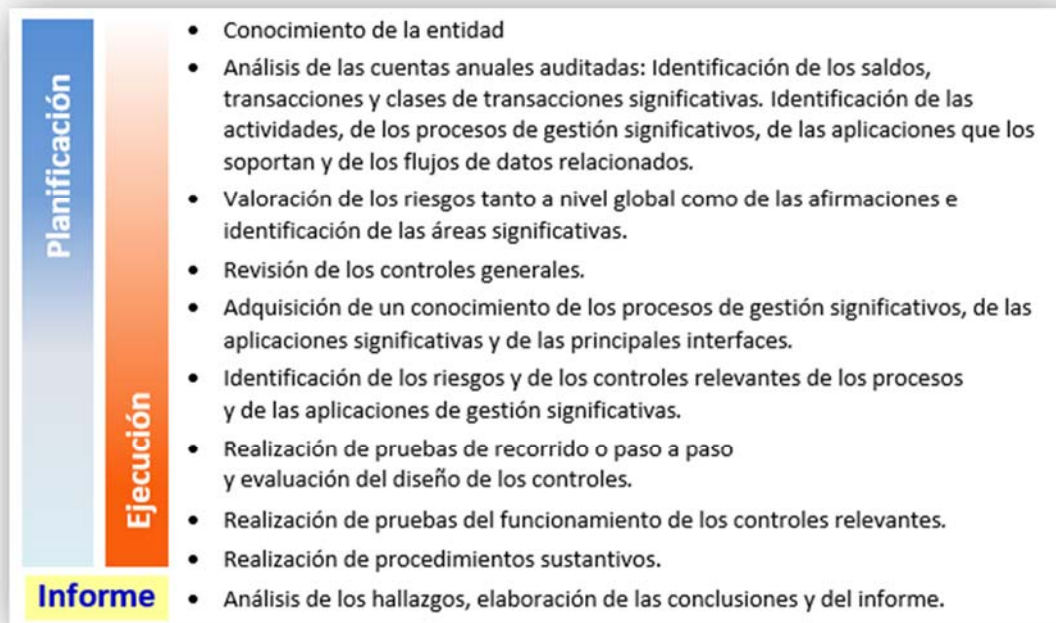 Planificación
Ejecución
• Conocimiento de la entidad
• Análisis de las cuentas anuales auditadas: Identificación de los saldos,
transacciones y clases de transacciones significativas. Identificación de las
actividades, de los procesos de gestión significativos, de las aplicaciones que los
soportan y de los flujos de datos relacionados.
• Valoración de los riesgos tanto a nivel global como de las afirmaciones e
identificación de las áreas significativas.
• Revisión de los controles generales.
• Adquisición de un conocimiento de los procesos de gestión significativos, de las
aplicaciones significativas y de las principales interfaces.
• Identificación de los riesgos y de los controles relevantes de los procesos
y de las aplicaciones de gestión significativas.
• Realización de pruebas de recorrido o paso a paso
y evaluación del diseño de los controles.
• Realización de pruebas del funcionamiento de los controles relevantes.
• Realización de procedimientos sustantivos.
Informe
• Análisis de los hallazgos, elaboración de las conclusiones y del informe.